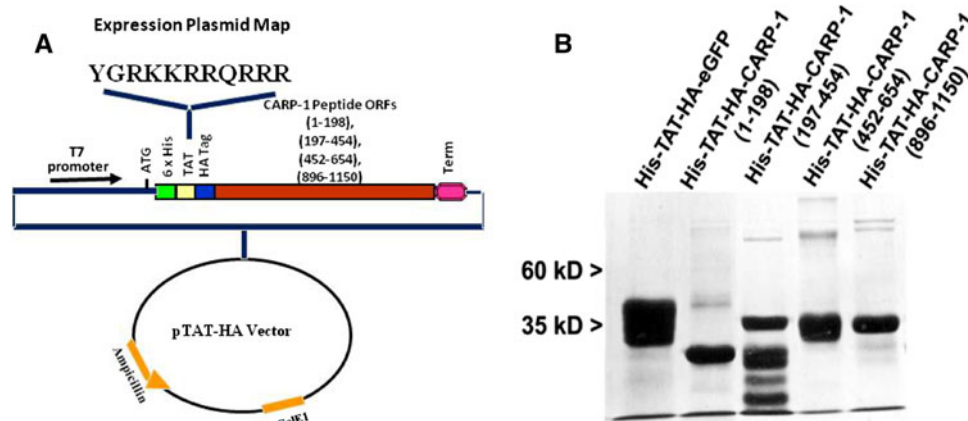 A
Expression Plasmid Map
YGRKKRRQRRR
CARP-1 Peptide ORFs
(1-198),
(197-454),
(452-654),
(896-1150)
T7
promoter
ATG
6 x His
TAT
HA Tag
Term
pTAT-HA Vector
Ampicillin
B
His-TAT-HA-eGFP
His-TAT-HA-CARP-1
(1-198)
His-TAT-HA-CARP-1
(197-454)
His-TAT-HA-CARP-1
(452-654)
His-TAT-HA-CARP-1
(896-1150)
60 kD >
35 kD >